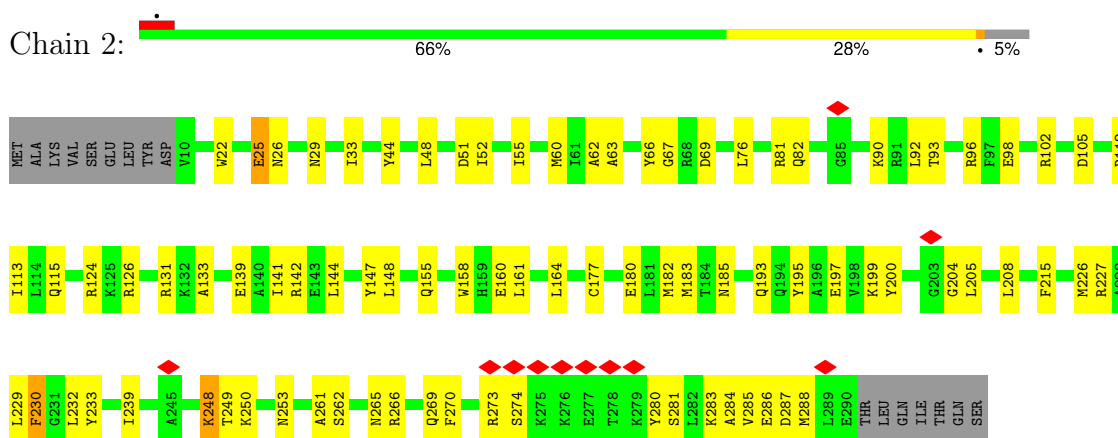 Chain 2:
66% 28% 5%
MET ALA LYS VAL SER GLU LEU TYR ASP Y10 W22 E25 N26 N29 I33 Y44 L48 D51 I52 I55 M60 I61 A62 A63 Y66 G67 R68 D69 L76 R81 Q82 G85 K90 R91 L92 T93 R96 F97 E98 R102 D105
I113 L114 Q115 R124 K125 R126 R131 K132 A133 E139 A140 I141 R142 E143 L144 Y147 L148 Q155 W158 H159 E160 L161 L164 C177 E180 L181 M182 M183 T184 N185 Q193 Q194 Y195 A196 E197 V198 K199 Y200 G203 G204 L205 L208 F215 M226 R227
L229 F230 G231 L232 Y233 I239 A245 K248 T249 K250 N253 A261 S262 N265 R266 Q269 F270 R273 S274 K275 K276 E277 T278 K279 Y280 S281 L282 K283 A284 V285 E286 D287 M288 L289 E290 THR LEU GLN ILE THR GLN SER